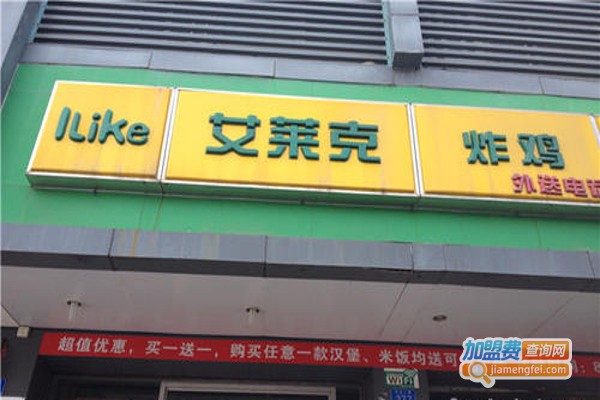 ILike 艾莱克 炸鸡
外送电话
超值优惠，买一送一，购买任意一款汉堡、米饭均送可
WiFi
加盟费查询网
jiamengfei.com